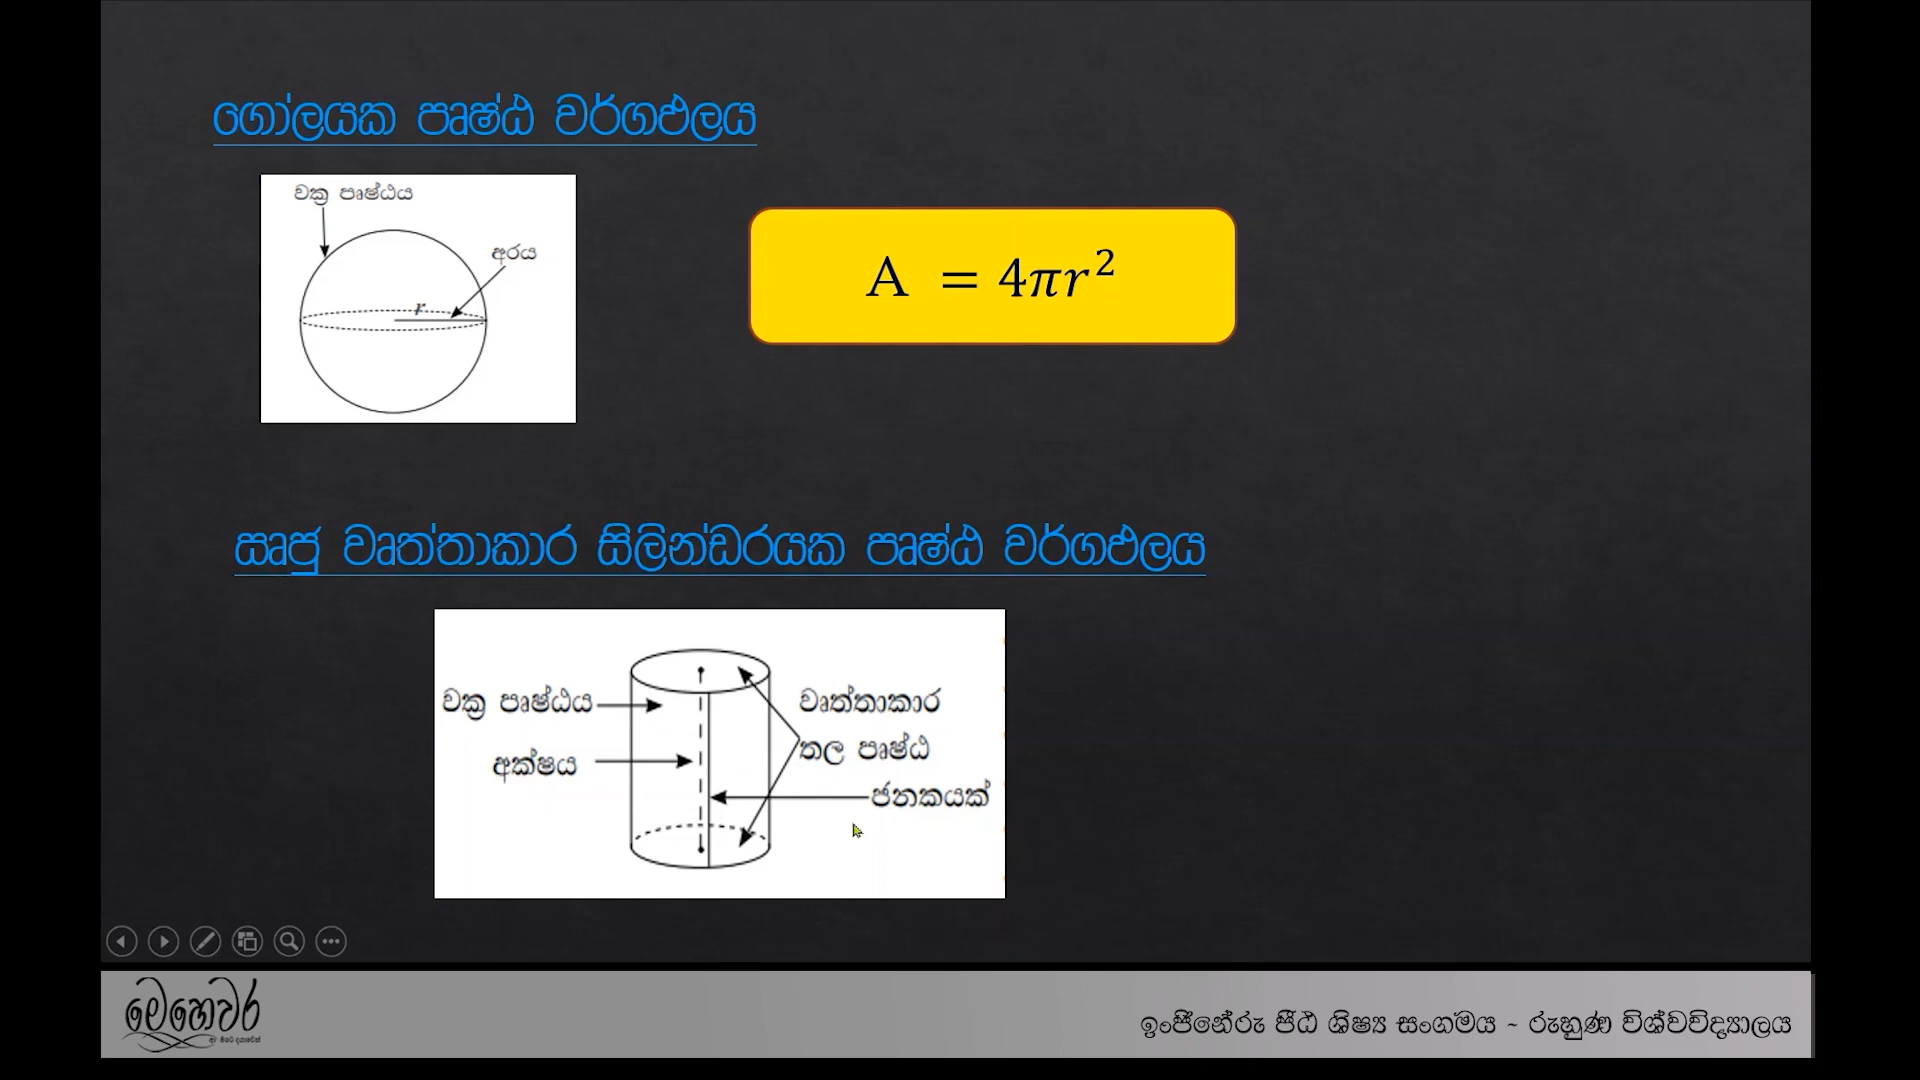 ගෝලයක පෘෂ්ඨ වර්ගඵලය
වක්‍ර පෘෂ්ඨය
අරය
r
A = 4πr²
සෘජු වෘත්තාකාර සිලින්ඩරයක පෘෂ්ඨ වර්ගඵලය
වක්‍ර පෘෂ්ඨය
වෘත්තාකාර
තල පෘෂ්ඨ
අක්ෂය
ජනකයක්
මෙහෙවර
ඉංජිනේරු පීඨ ශිෂ්‍ය සංගමය ~ රුහුණ විශ්වවිද්‍යාලය